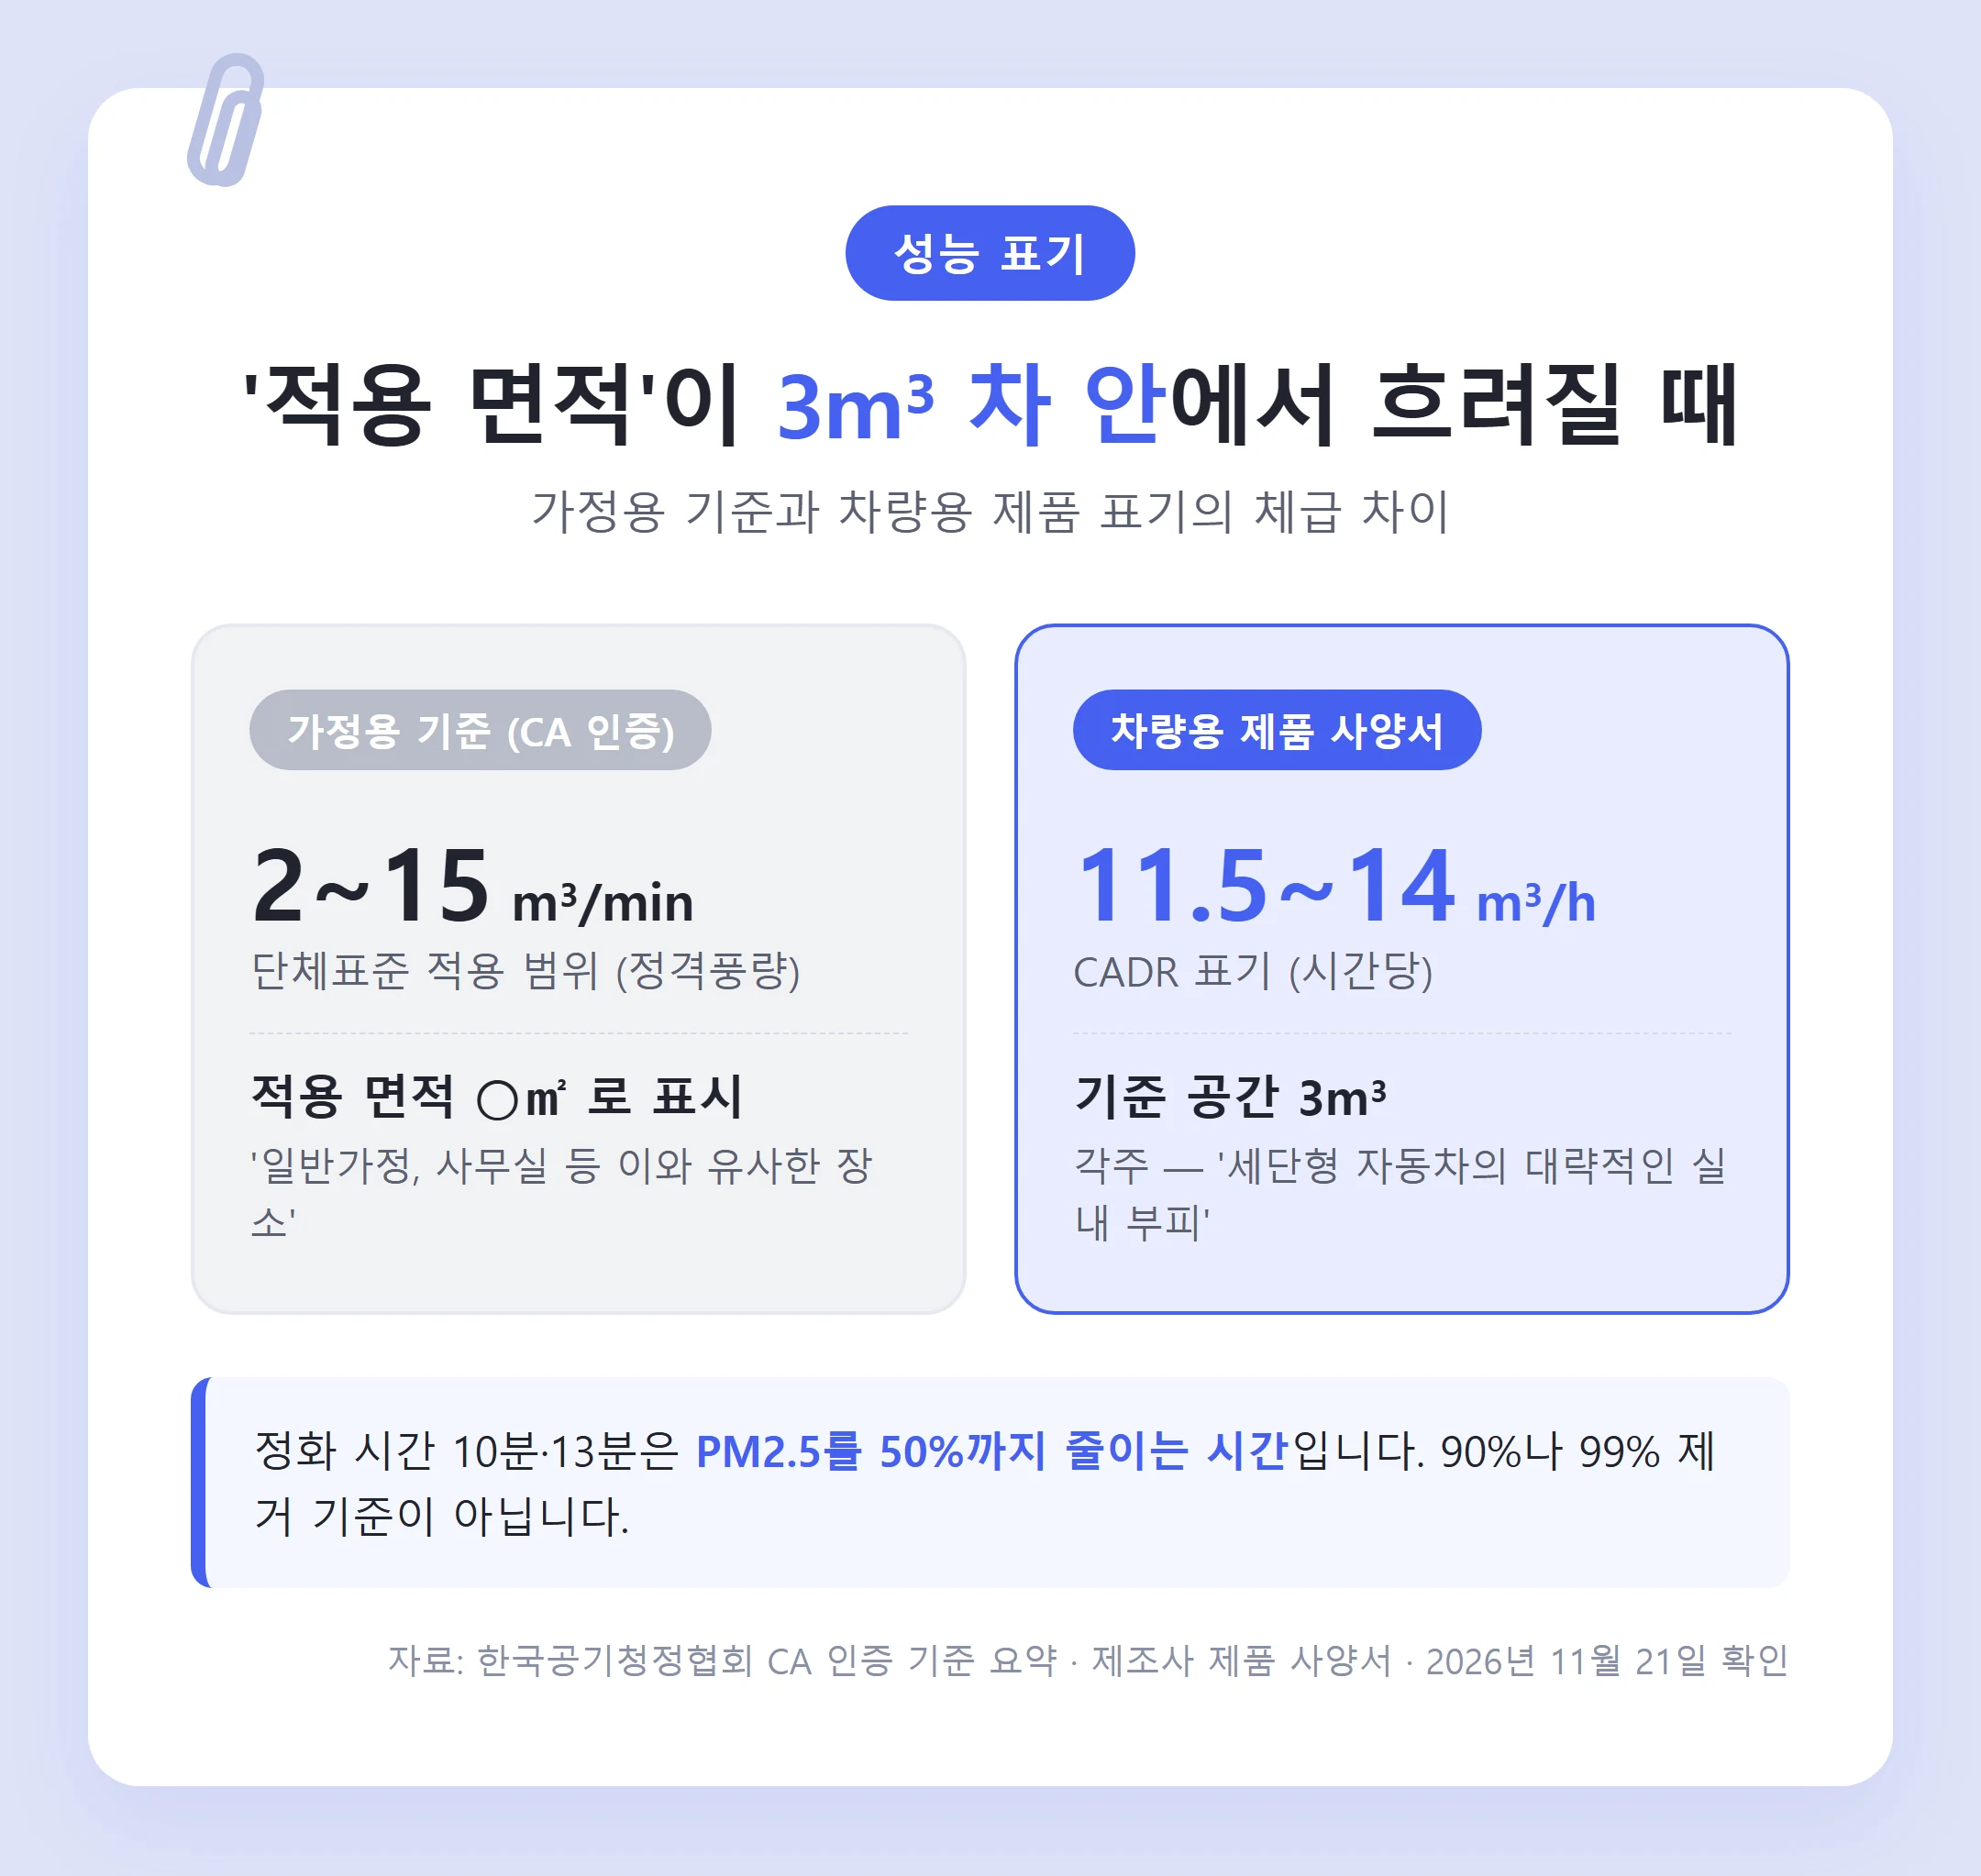 성능 표기
'적용 면적'이 3m³ 차 안에서 흐려질 때
가정용 기준과 차량용 제품 표기의 체급 차이
가정용 기준 (CA 인증)
2~15 m³/min
단체표준 적용 범위 (정격풍량)
적용 면적 ○㎡ 로 표시
'일반가정, 사무실 등 이와 유사한 장
소'
차량용 제품 사양서
11.5~14 m³/h
CADR 표기 (시간당)
기준 공간 3m³
각주 — '세단형 자동차의 대략적인 실
내 부피'
정화 시간 10분·13분은 PM2.5를 50%까지 줄이는 시간입니다. 90%나 99% 제
거 기준이 아닙니다.
자료: 한국공기청정협회 CA 인증 기준 요약 · 제조사 제품 사양서 · 2026년 11월 21일 확인